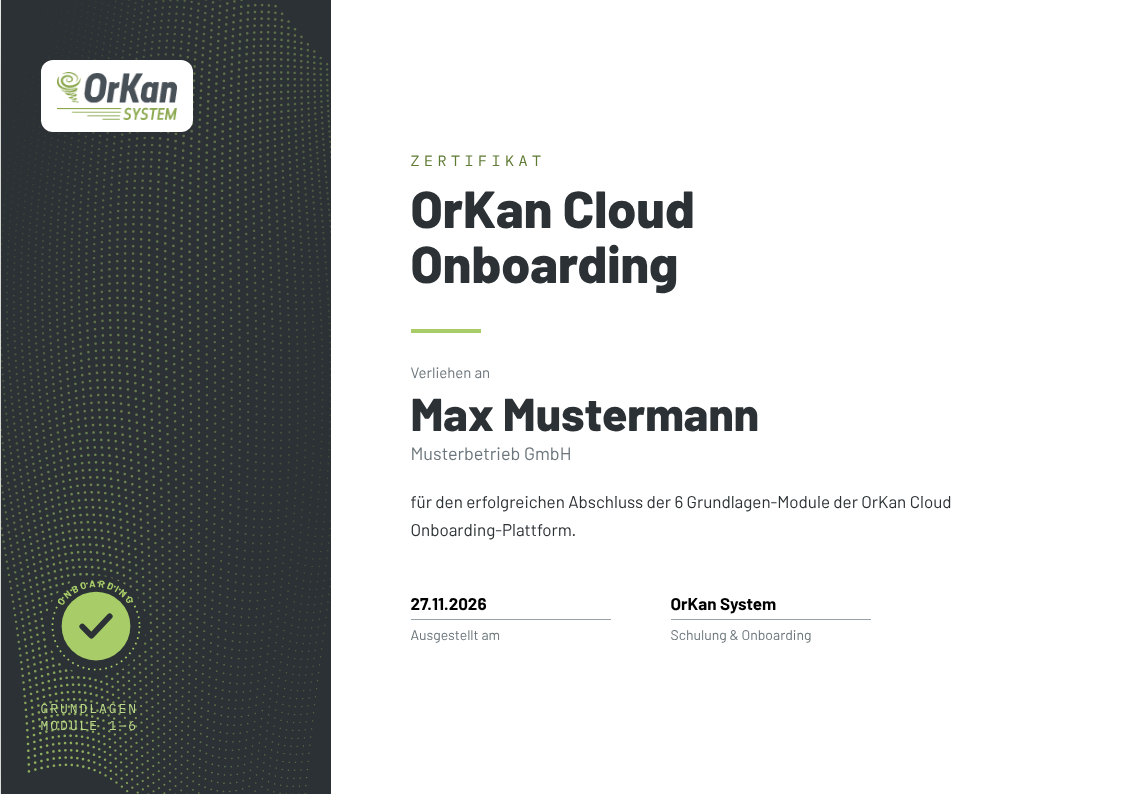 OrKan
SYSTEM
ZERTIFIKAT
OrKan Cloud
Onboarding
Verliehen an
Max Mustermann
Musterbetrieb GmbH
für den erfolgreichen Abschluss der 6 Grundlagen-Module der OrKan Cloud
Onboarding-Plattform.
27.11.2026
Ausgestellt am
OrKan System
Schulung & Onboarding
ONBOARDING
GRUNDLAGEN
MODULE 1–6